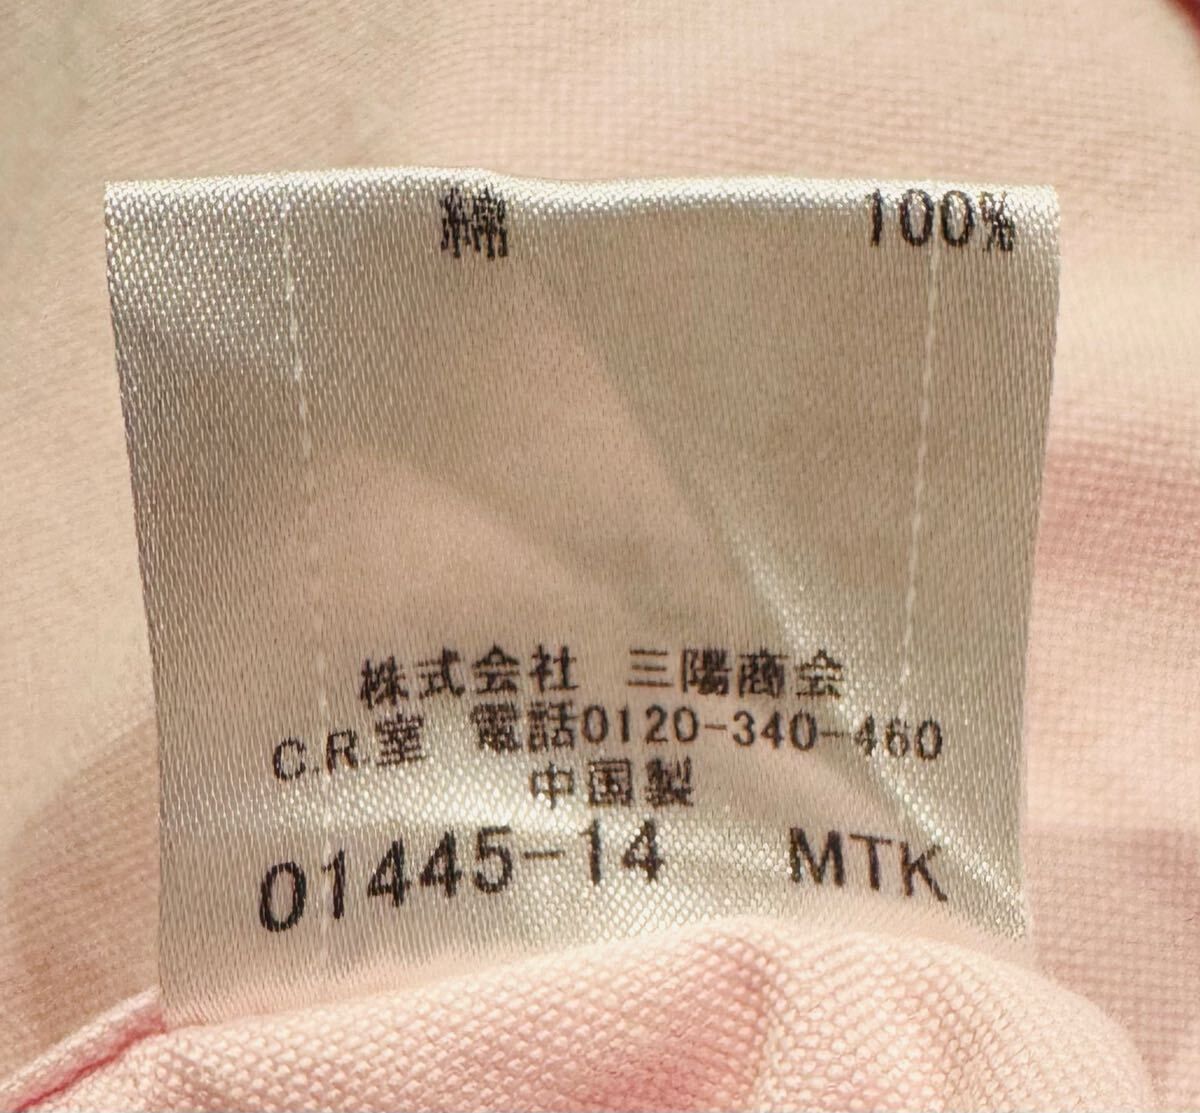 綿 100%
株式会社 三陽商会
C.R.室 電話0120-340-460
中国製
01445-14 MTK